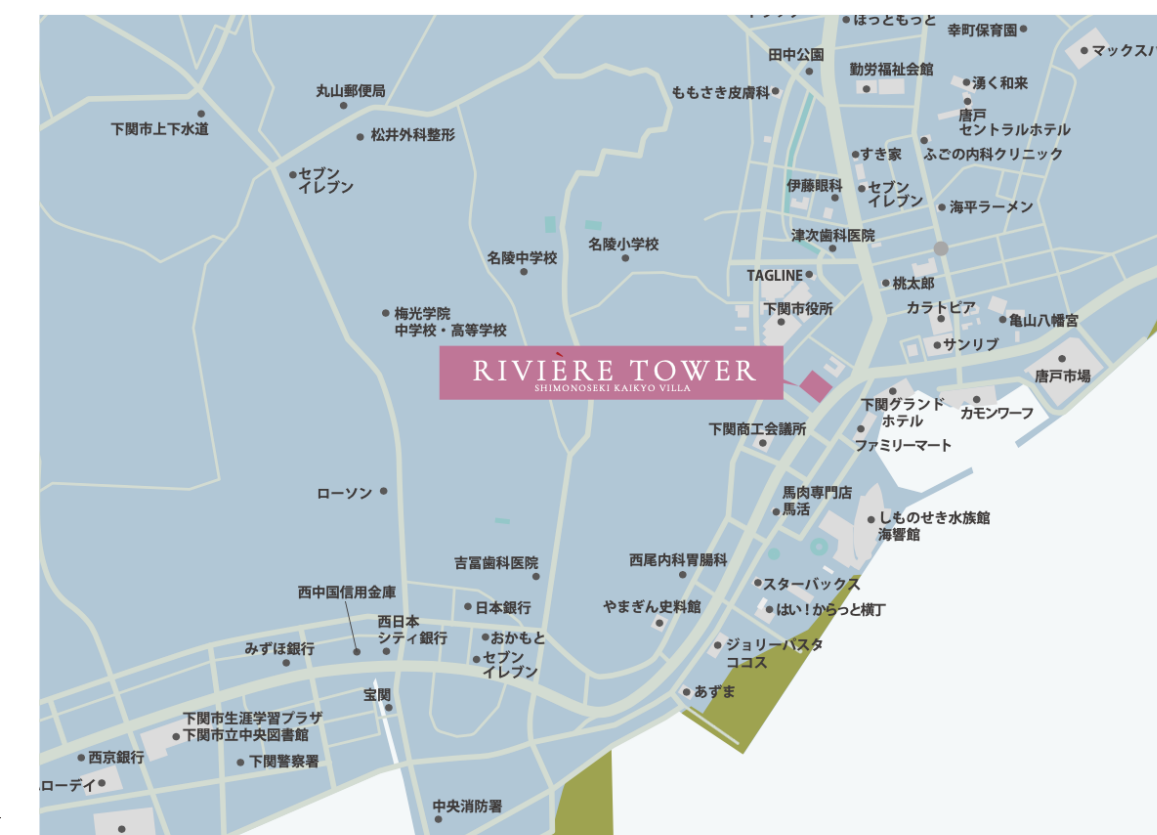 ほっともっと
幸町保育園
マックスバ
田中公園
勤労福祉会館
丸山郵便局
ももさき皮膚科
湧く和来
唐戸
セントラルホテル
下関市上下水道
松井外科整形
すき家
ふごの内科クリニック
セブン
イレブン
伊藤眼科
セブン
イレブン
海平ラーメン
津次歯科医院
名陵小学校
名陵中学校
TAGLINE
桃太郎
下関市役所
カラトピア
亀山八幡宮
梅光学院
中学校・高等学校
サンリブ
RIVIÈRE TOWER
SHIMONOSEKI KAIKYO VILLA
唐戸市場
下関グランド
ホテル
カモンワーフ
下関商工会議所
ファミリーマート
ローソン
馬肉専門店
馬活
しものせき水族館
海響館
吉冨歯科医院
西尾内科胃腸科
スターバックス
西中国信用金庫
日本銀行
やまぎん史料館
はい！からっと横丁
西日本
シティ銀行
おかもと
みずほ銀行
セブン
イレブン
ジョリーパスタ
ココス
宝関
あずま
下関市生涯学習プラザ
下関市立中央図書館
西京銀行
下関警察署
ローデイ
中央消防署